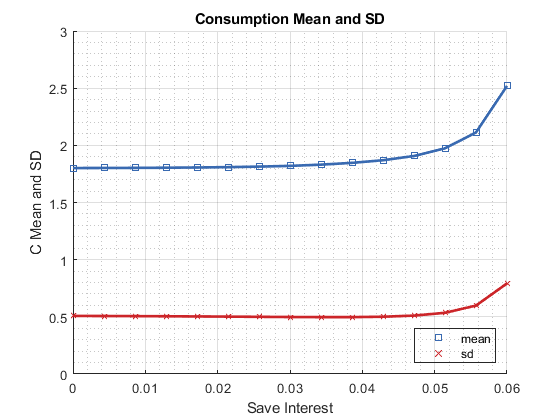 Consumption Mean and SD
3
2.5
2
1.5
1
0.5
0
C Mean and SD
mean
sd
0 0.01 0.02 0.03 0.04 0.05 0.06
Save Interest